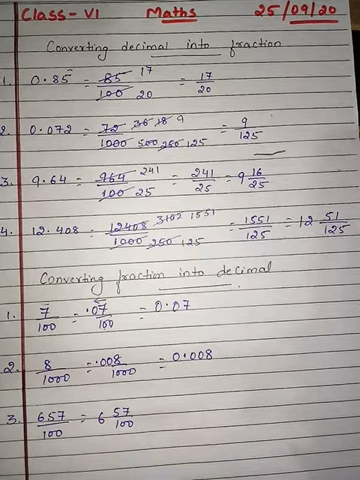 Class-VI Maths 25/09/20
Converting decimal into fraction
1. 0.85 = 85/100 17/20 = 17/20
2. 0.072 = 72/1000 36 18 9/500 250 125 = 9/125
3. 9.64 = 964/100 241/25 = 241/25 = 9 16/25
4. 12.408 = 12408/1000 3102 1551/250 125 = 1551/125 = 12 51/125
Converting fraction into decimal
1. 7/100 = .07/100 = 0.07
2. 8/1000 = .008/1000 = 0.008
3. 657/100 = 6 57/100